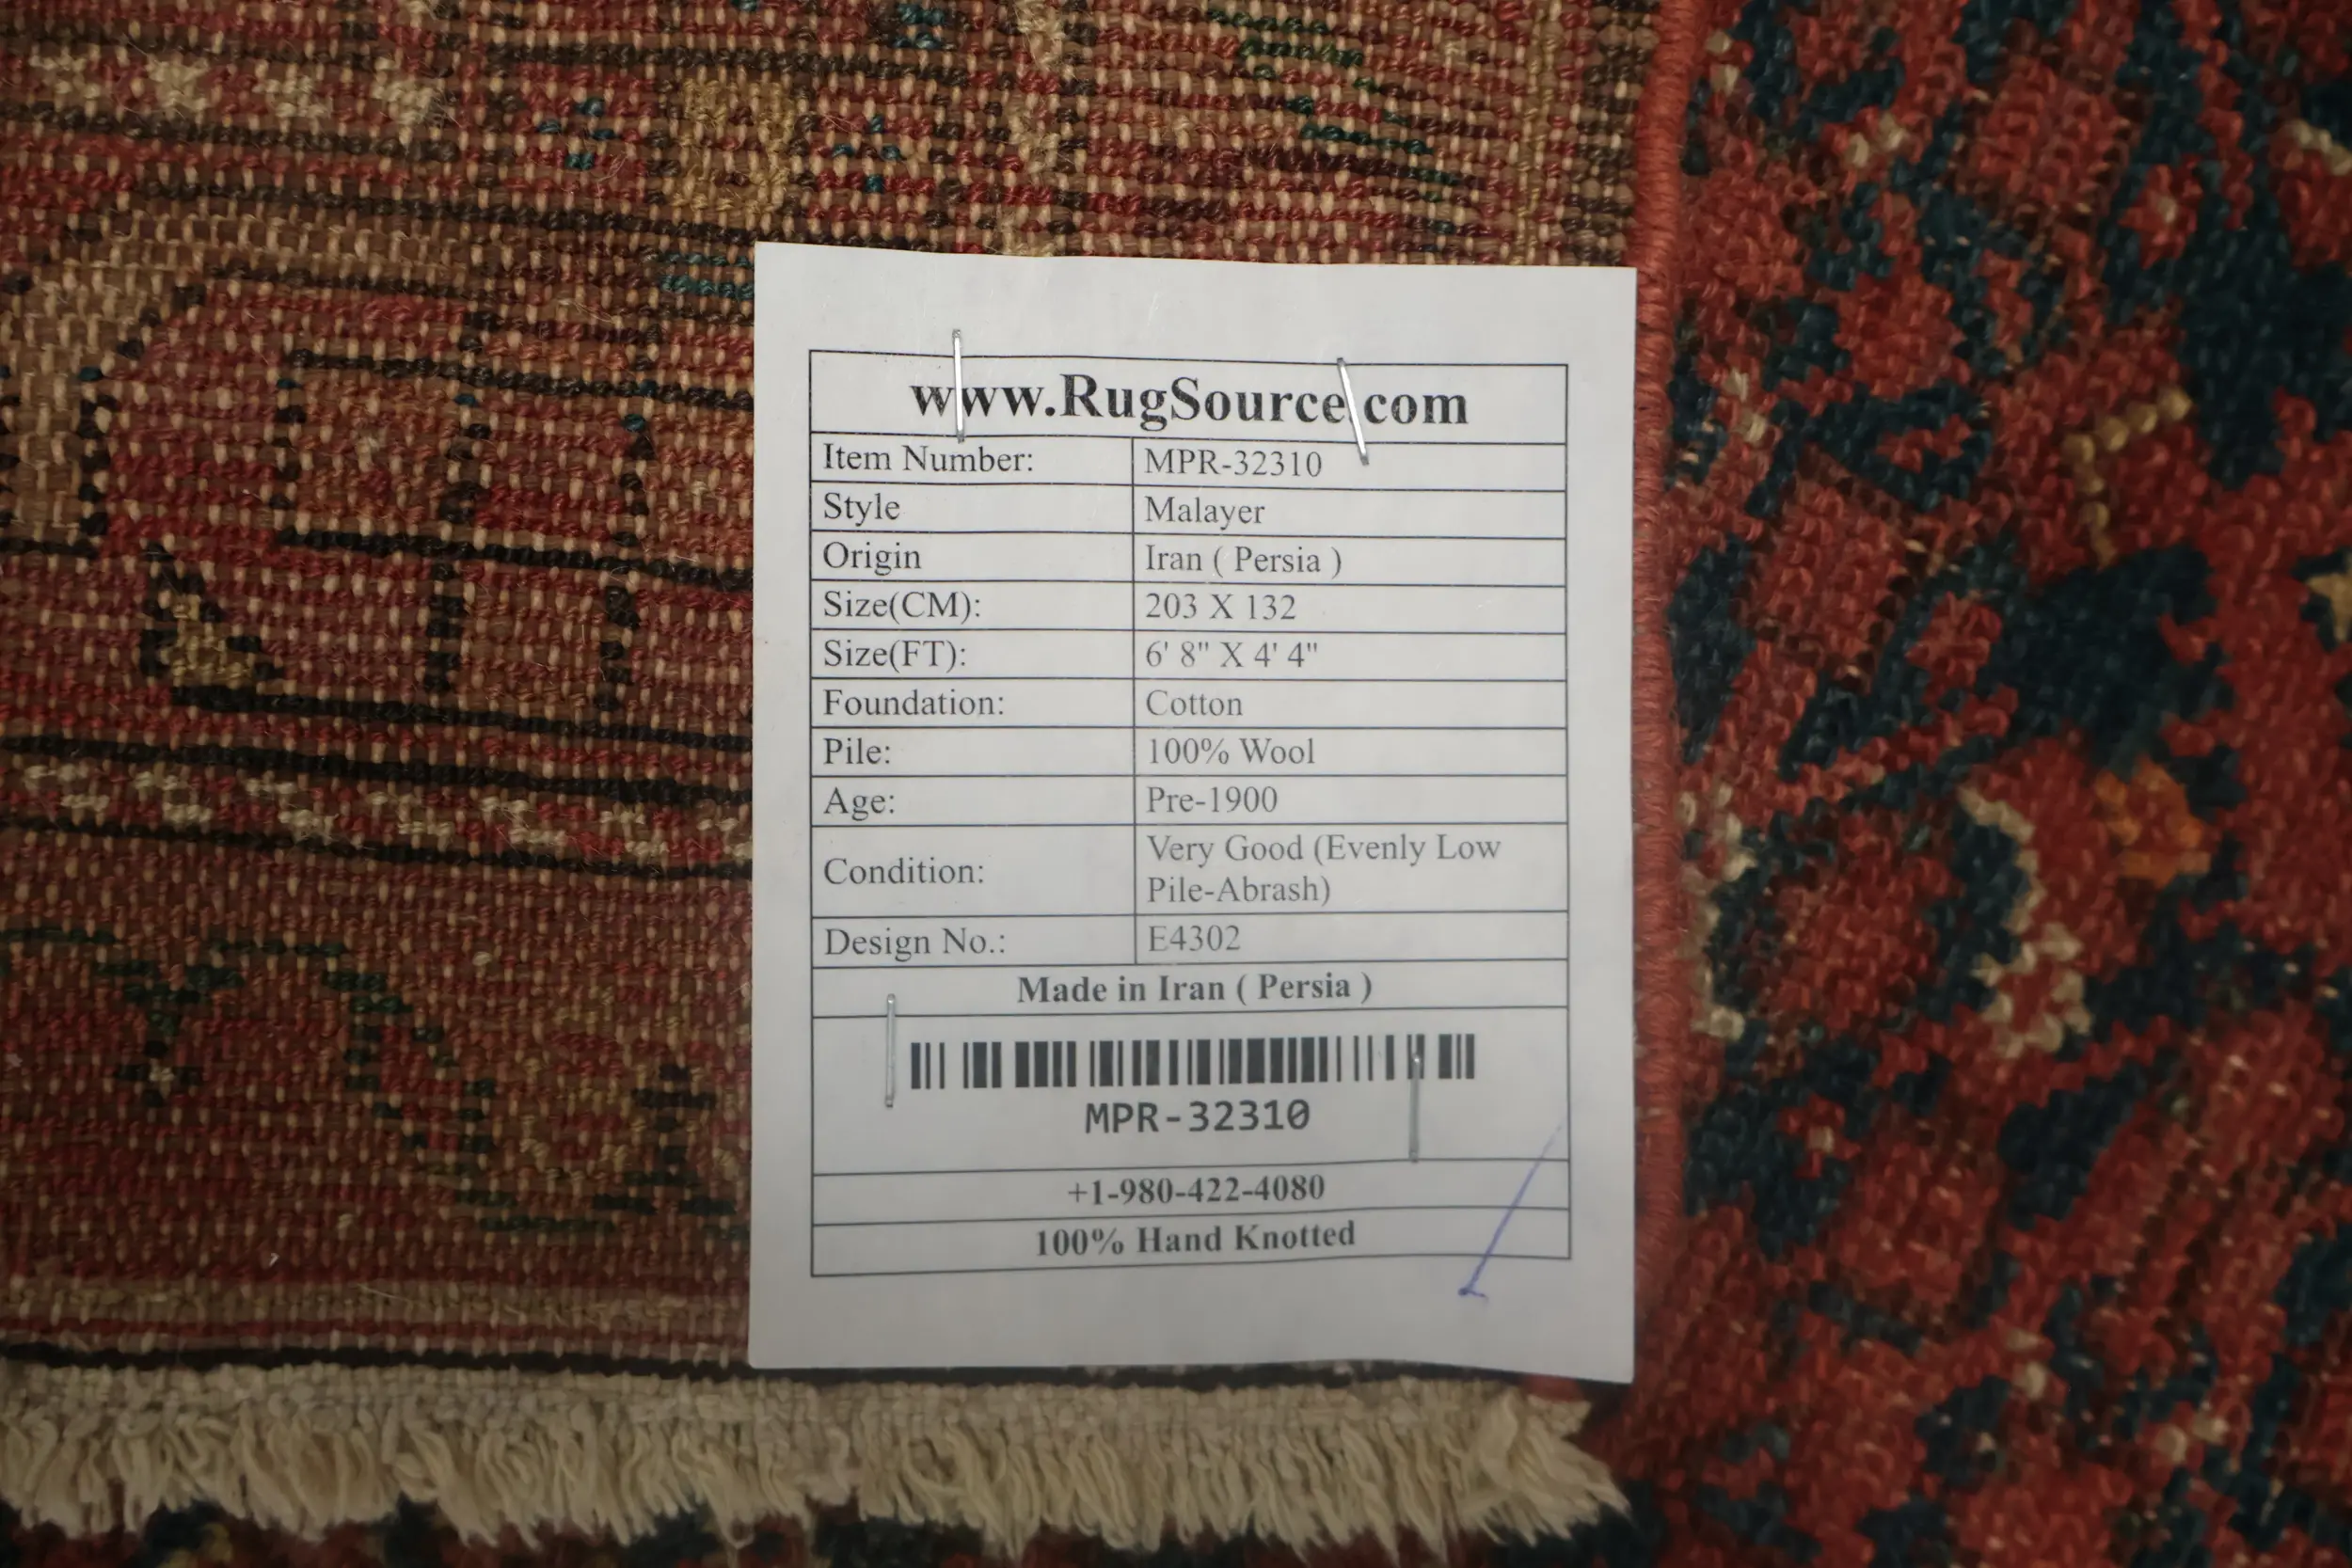 www.RugSource.com
Item Number: MPR-32310
Style Malayer
Origin Iran ( Persia )
Size(CM): 203 X 132
Size(FT): 6' 8" X 4' 4"
Foundation: Cotton
Pile: 100% Wool
Age: Pre-1900
Condition: Very Good (Evenly Low
Pile-Abrash)
Design No.: E4302
Made in Iran ( Persia )
MPR-32310
+1-980-422-4080
100% Hand Knotted